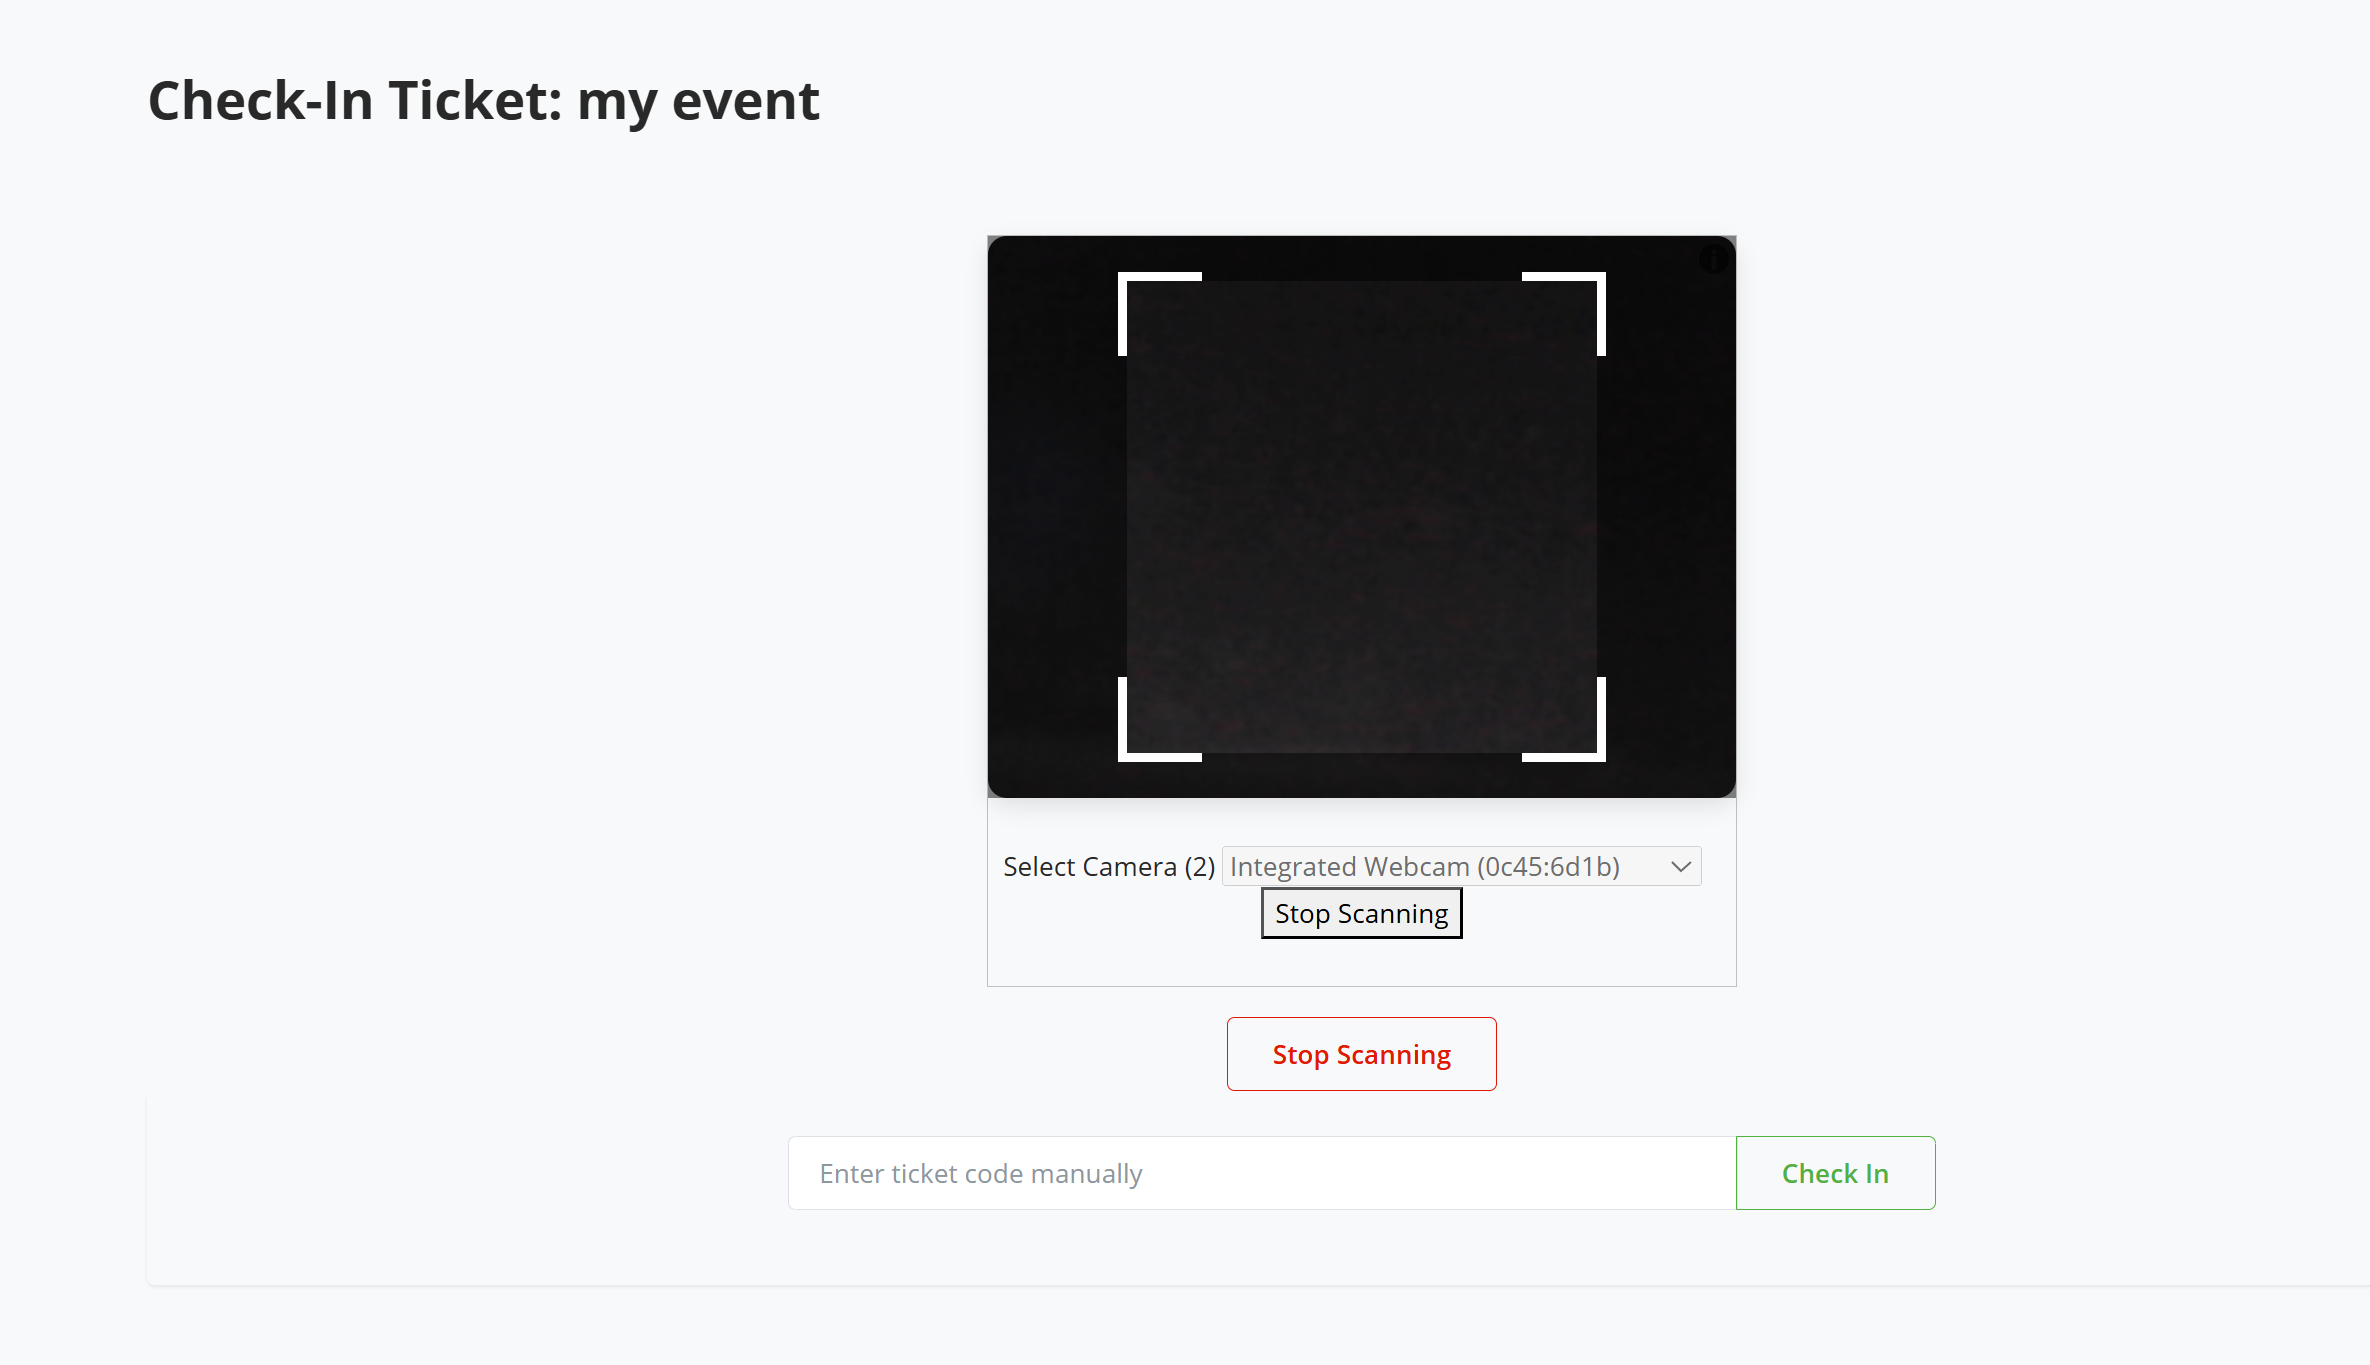 Check-In Ticket: my event
Select Camera (2) Integrated Webcam (0c45:6d1b)
Stop Scanning
Stop Scanning
Enter ticket code manually Check In